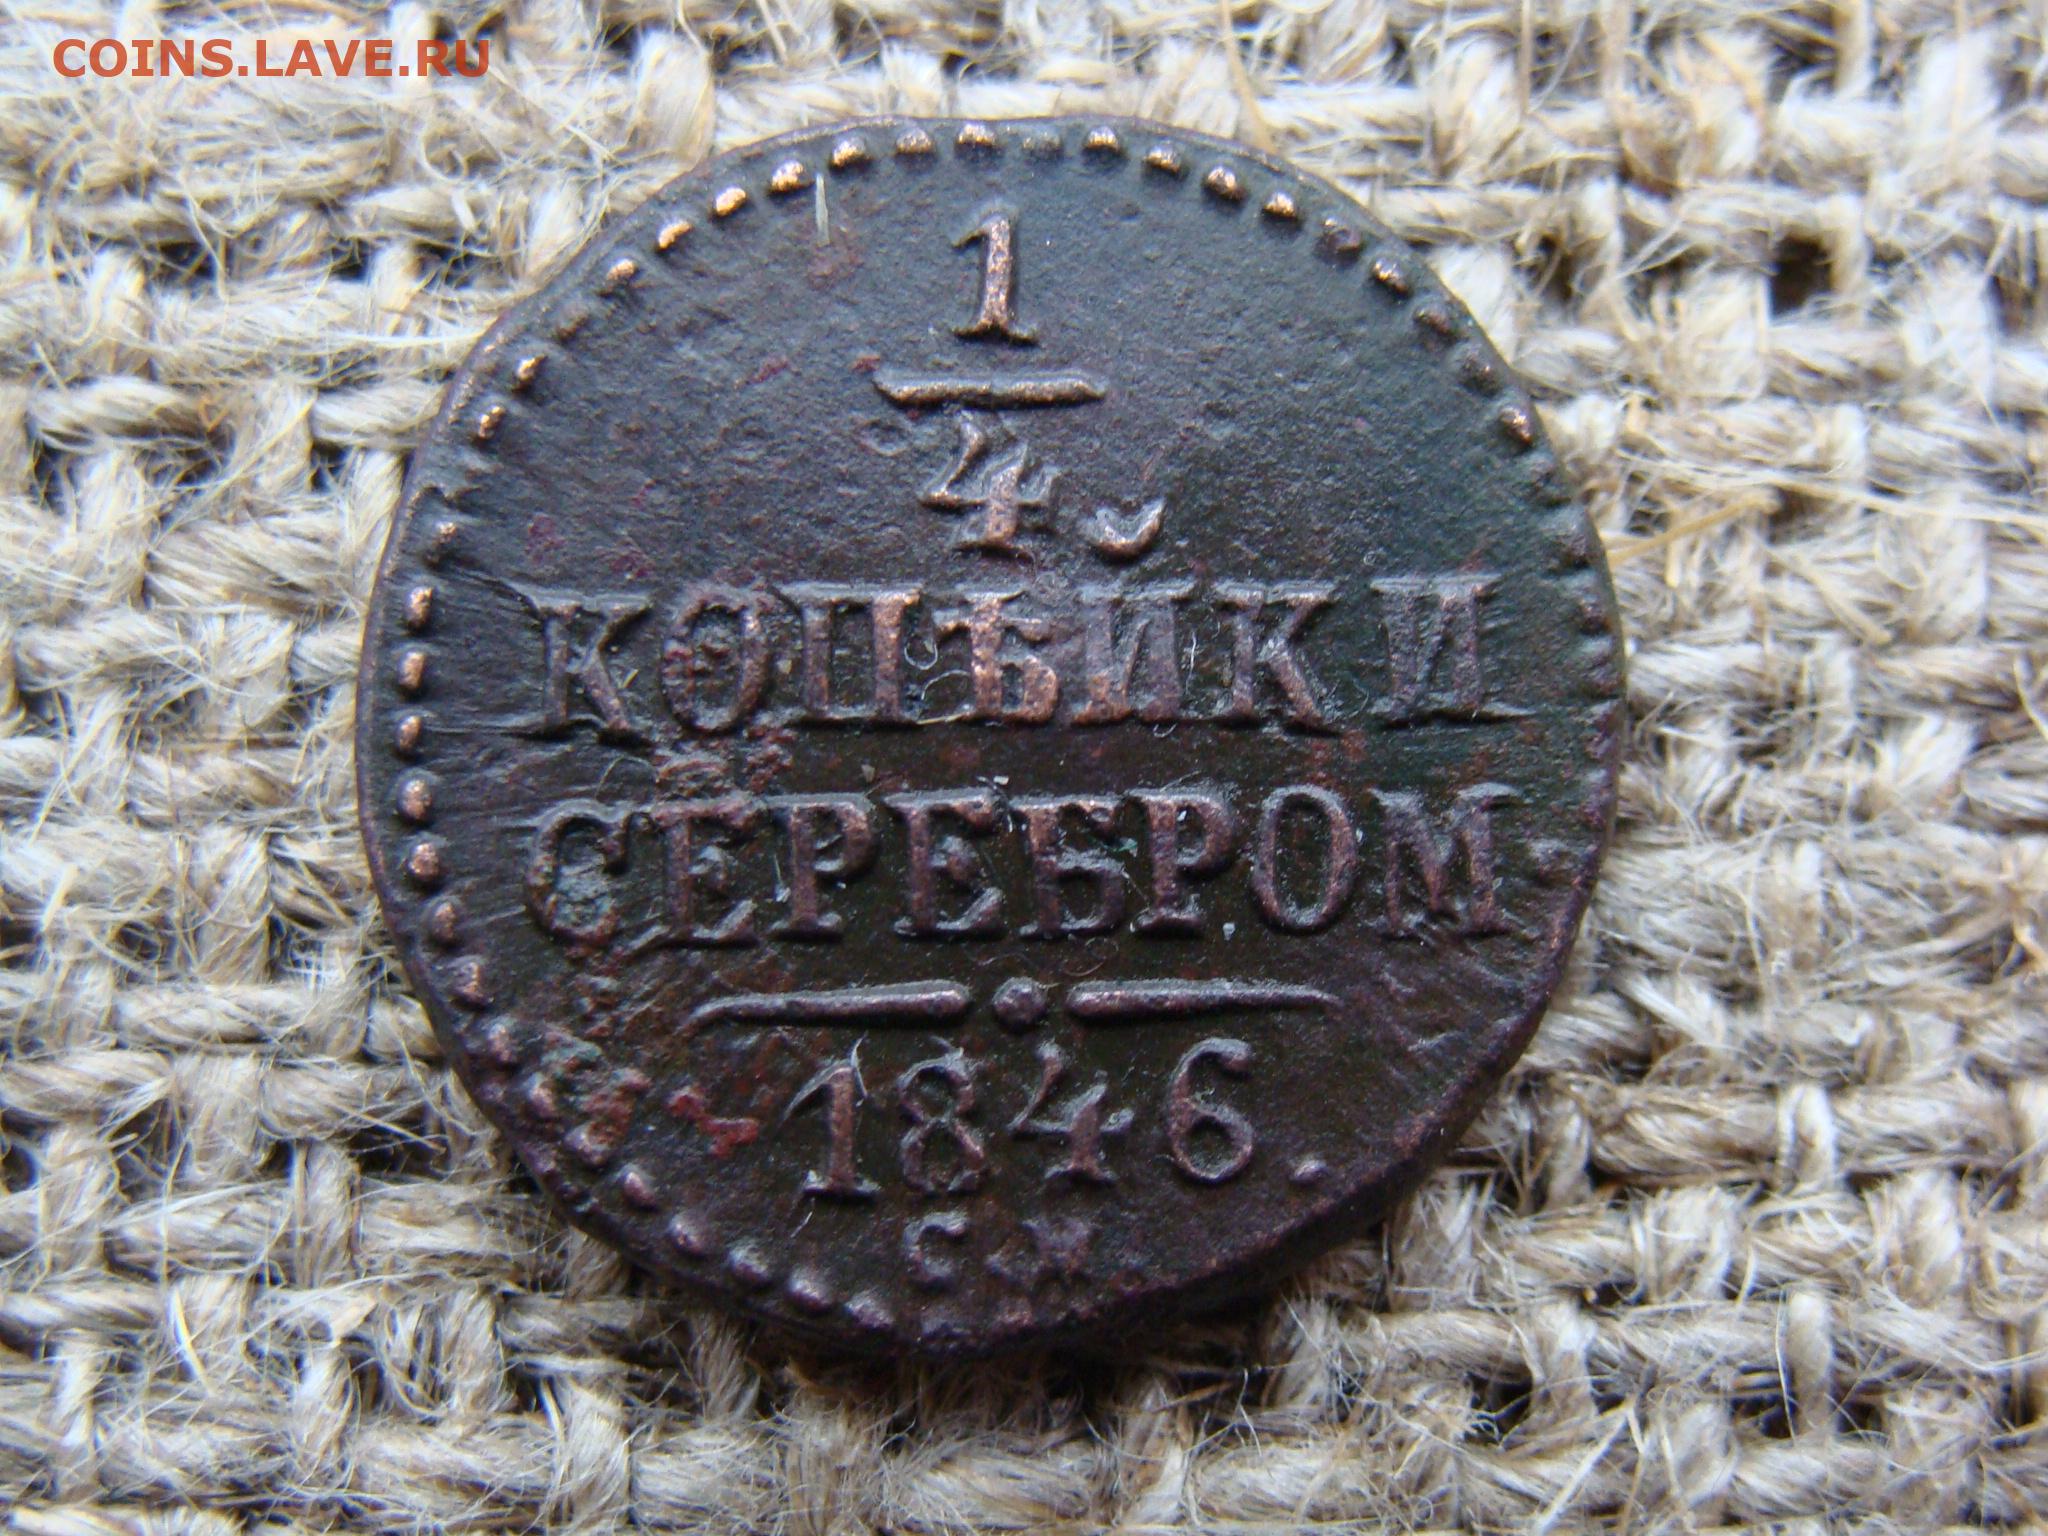 COINS.LAVE.RU
1
4
КОПѢЙКИ
СЕРЕБРОМ.
1846.
С М